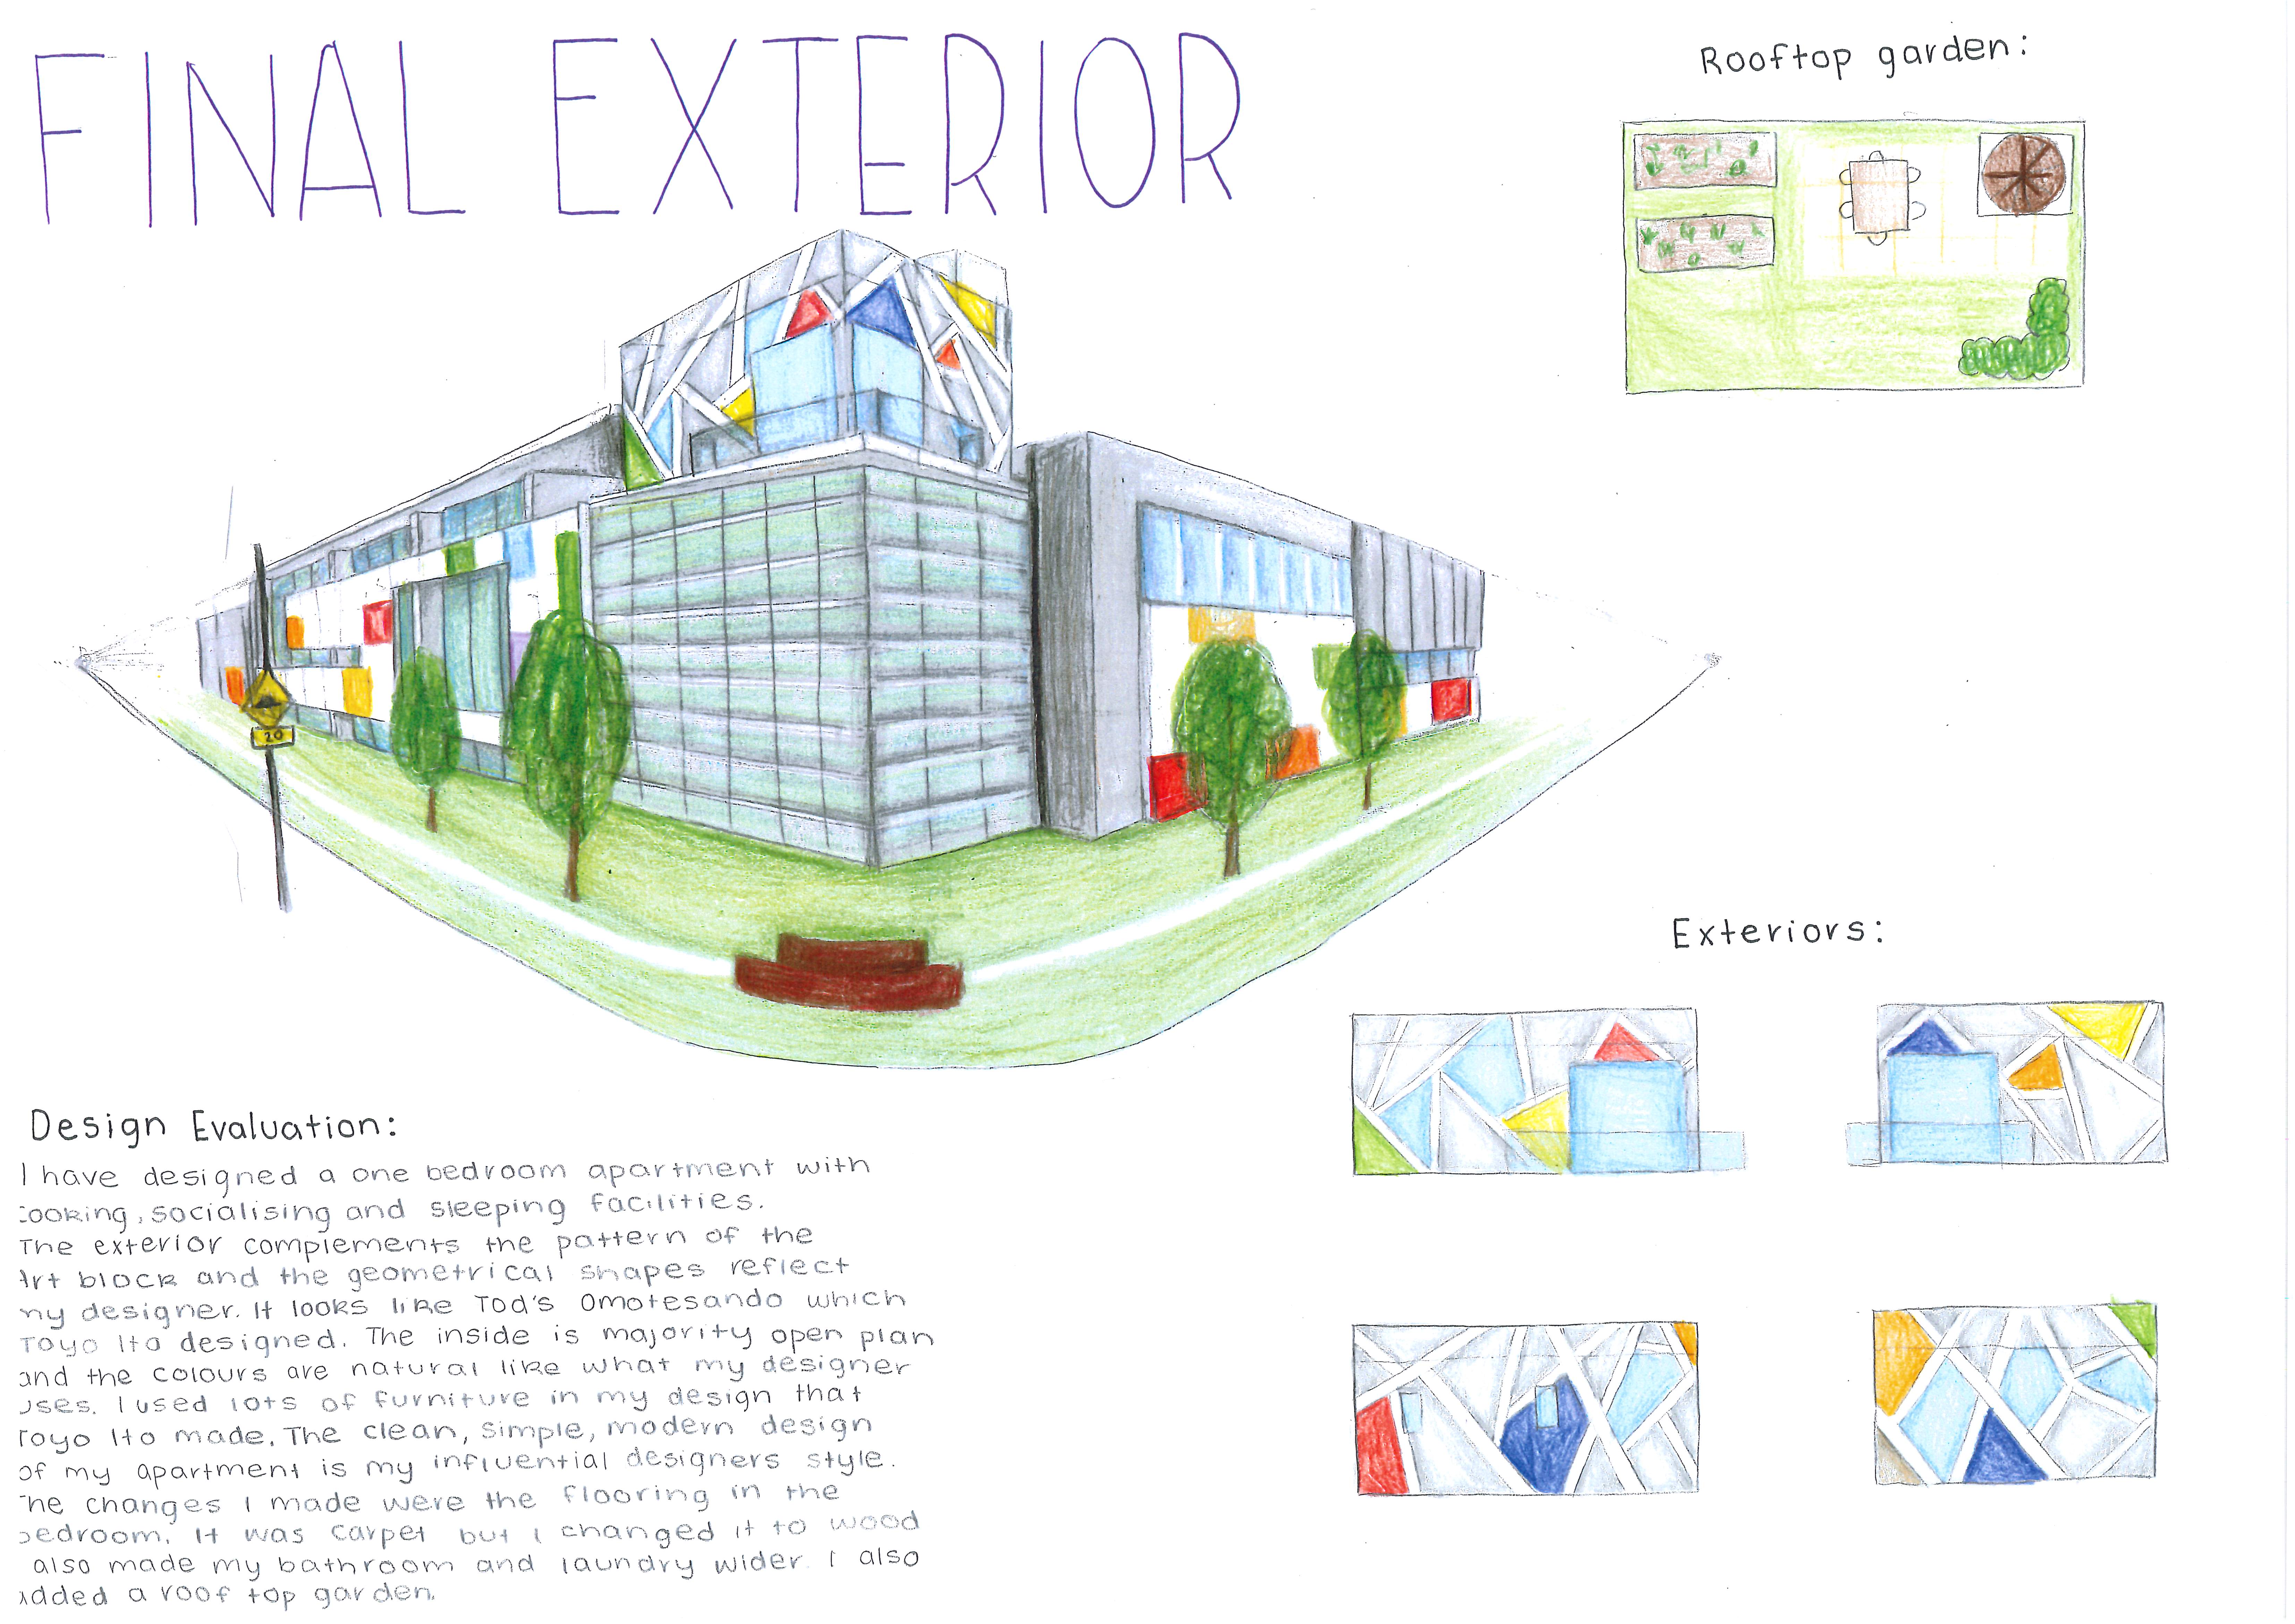 FINAL EXTERIOR
Rooftop garden:
20
Exteriors:
Design Evaluation:
I have designed a one bedroom apartment with
cooking, socialising and sleeping facilities.
The exterior complements the pattern of the
Art block and the geometrical shapes reflect
my designer. It looks like Tod's Omotesando which
Toyo Ito designed. The inside is majority open plan
and the colours are natural like what my designer
uses. I used lots of furniture in my design that
Toyo Ito made. The clean, simple, modern design
of my apartment is my influential designers style.
The changes I made were the flooring in the
bedroom. It was carpet but I changed it to wood
also made my bathroom and laundry wider. I also
added a roof top garden.